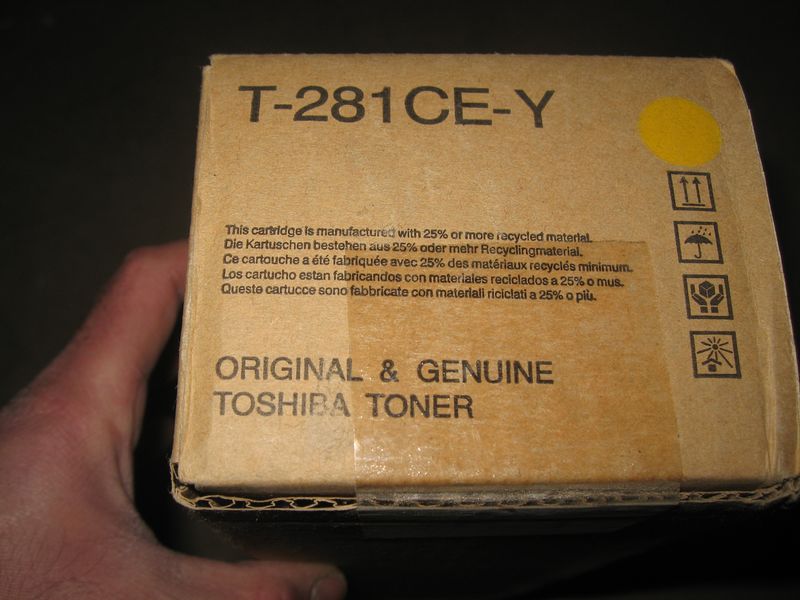 T-281CE-Y
This cartridge is manufactured with 25% or more recycled material.
Die Kartuschen bestehen aus 25% oder mehr Recyclingmaterial.
Ce cartouche a été fabriquée avec 25% des matériaux recyclés minimum.
Los cartucho estan fabricandos con materiales reciclados a 25% o mus.
Queste cartucce sono fabbricate con materiali riciclati a 25% o più.
ORIGINAL & GENUINE
TOSHIBA TONER